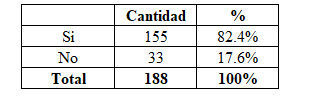 Cantidad %
Si 155 82.4%
No 33 17.6%
Total 188 100%